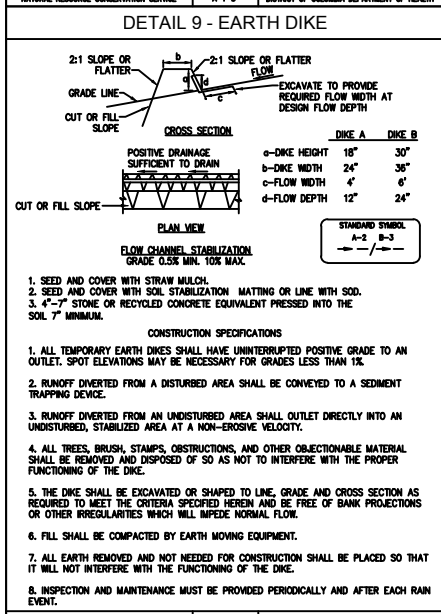 DETAIL 9 - EARTH DIKE
2:1 SLOPE OR
FLATTER
b
2:1 SLOPE OR FLATTER
FLOW
a
d
c
GRADE LINE
EXCAVATE TO PROVIDE
REQUIRED FLOW WIDTH AT
DESIGN FLOW DEPTH
CUT OR FILL
SLOPE
CROSS SECTION
DIKE A DIKE B
a-DIKE HEIGHT 18" 30"
b-DIKE WIDTH 24" 36"
c-FLOW WIDTH 4' 6'
d-FLOW DEPTH 12" 24"
POSITIVE DRAINAGE
SUFFICIENT TO DRAIN
CUT OR FILL SLOPE
PLAN VIEW
STANDARD SYMBOL
A-2 B-3
/
FLOW CHANNEL STABILIZATION
GRADE 0.5% MIN. 10% MAX.
1. SEED AND COVER WITH STRAW MULCH.
2. SEED AND COVER WITH SOIL STABILIZATION MATTING OR LINE WITH SOD.
3. 4"-7" STONE OR RECYCLED CONCRETE EQUIVALENT PRESSED INTO THE
SOIL 7" MINIMUM.
CONSTRUCTION SPECIFICATIONS
1. ALL TEMPORARY EARTH DIKES SHALL HAVE UNINTERRUPTED POSITIVE GRADE TO AN
OUTLET. SPOT ELEVATIONS MAY BE NECESSARY FOR GRADES LESS THAN 1%.
2. RUNOFF DIVERTED FROM A DISTURBED AREA SHALL BE CONVEYED TO A SEDIMENT
TRAPPING DEVICE.
3. RUNOFF DIVERTED FROM AN UNDISTURBED AREA SHALL OUTLET DIRECTLY INTO AN
UNDISTURBED, STABILIZED AREA AT A NON-EROSIVE VELOCITY.
4. ALL TREES, BRUSH, STAMPS, OBSTRUCTIONS, AND OTHER OBJECTIONABLE MATERIAL
SHALL BE REMOVED AND DISPOSED OF SO AS NOT TO INTERFERE WITH THE PROPER
FUNCTIONING OF THE DIKE.
5. THE DIKE SHALL BE EXCAVATED OR SHAPED TO LINE, GRADE AND CROSS SECTION AS
REQUIRED TO MEET THE CRITERIA SPECIFIED HEREIN AND BE FREE OF BANK PROJECTIONS
OR OTHER IRREGULARITIES WHICH WILL IMPEDE NORMAL FLOW.
6. FILL SHALL BE COMPACTED BY EARTH MOVING EQUIPMENT.
7. ALL EARTH REMOVED AND NOT NEEDED FOR CONSTRUCTION SHALL BE PLACED SO THAT
IT WILL NOT INTERFERE WITH THE FUNCTIONING OF THE DIKE.
8. INSPECTION AND MAINTENANCE MUST BE PROVIDED PERIODICALLY AND AFTER EACH RAIN
EVENT.